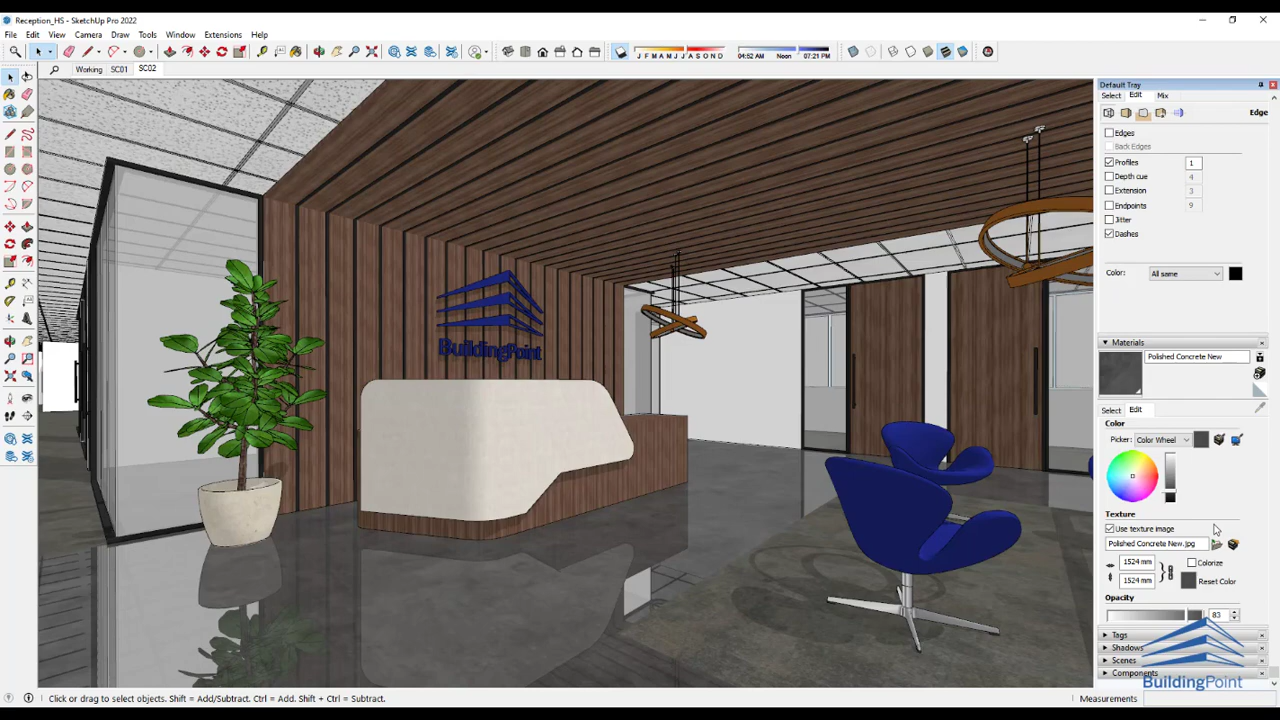 Reception_HS - SketchUp Pro 2022
File Edit View Camera Draw Tools Window Extensions Help
J F M A M J J A S O N D 04:52 AM Noon 07:21 PM
Working SC01 SC02
Default Tray
Select Edit Mix
Edge
Edges
Back Edges
Profiles 1
Depth cue 4
Extension 3
Endpoints 9
Jitter
Dashes
Color: All same
Materials
Polished Concrete New
Select Edit
Color
Picker: Color Wheel
Texture
Use texture image
Polished Concrete New.jpg
1524 mm Colorize
1524 mm Reset Color
Opacity
83
Tags
Shadows
Scenes
Components
BuildingPoint
BuildingPoint
Click or drag to select objects. Shift = Add/Subtract. Ctrl = Add. Shift + Ctrl = Subtract.
Measurements